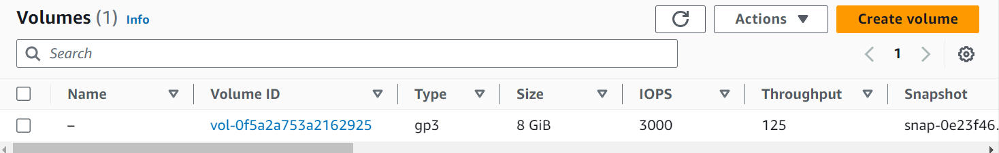 Volumes (1) Info
Actions
Create volume
Search
1
Name Volume ID Type Size IOPS Throughput Snapshot
– vol-0f5a2a753a2162925 gp3 8 GiB 3000 125 snap-0e23f46.